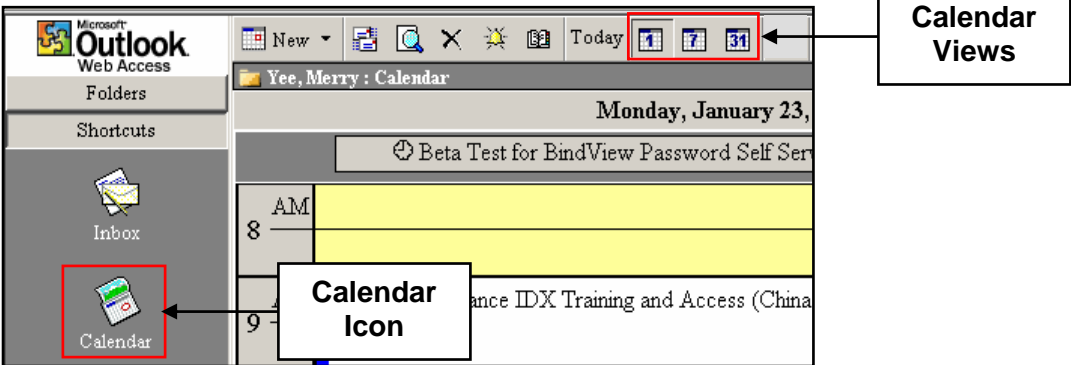 Microsoft
Outlook
Web Access
New
Today
1
7
31
Calendar
Views
Folders
Yee, Merry : Calendar
Monday, January 23,
Shortcuts
Beta Test for BindView Password Self
AM
8
Inbox
Calendar
Icon
ance IDX Training and Access (China
9
Calendar